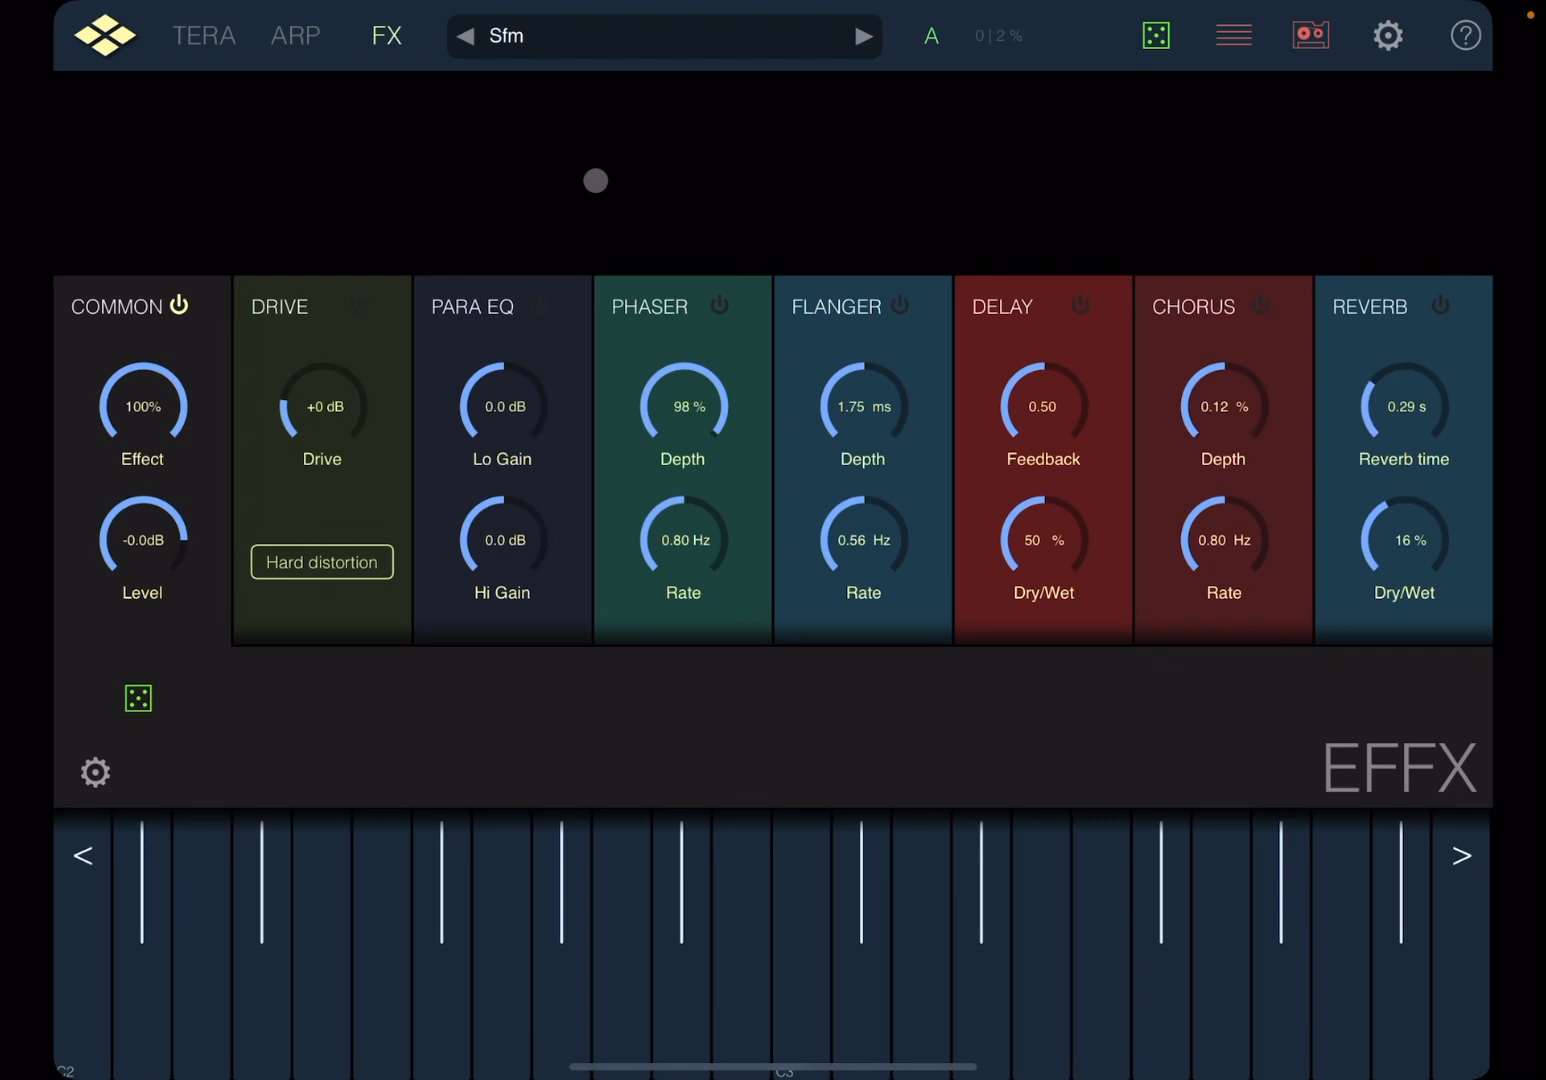 TERA ARP FX Sfm A 0|2 % ?
COMMON DRIVE PARA EQ PHASER FLANGER DELAY CHORUS REVERB
100% +0 dB 0.0 dB 98 % 1.75 ms 0.50 0.12 % 0.29 s
Effect Drive Lo Gain Depth Depth Feedback Depth Reverb time
-0.0dB 0.0 dB 0.80 Hz 0.56 Hz 50 % 0.80 Hz 16 %
Hard distortion
Level Hi Gain Rate Rate Dry/Wet Rate Dry/Wet
EFFX
< >
C2 C3